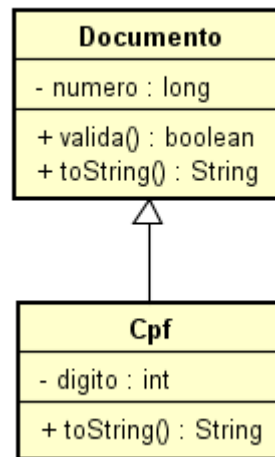 Documento
- numero : long
+ valida() : boolean
+ toString() : String
Cpf
- digito : int
+ toString() : String